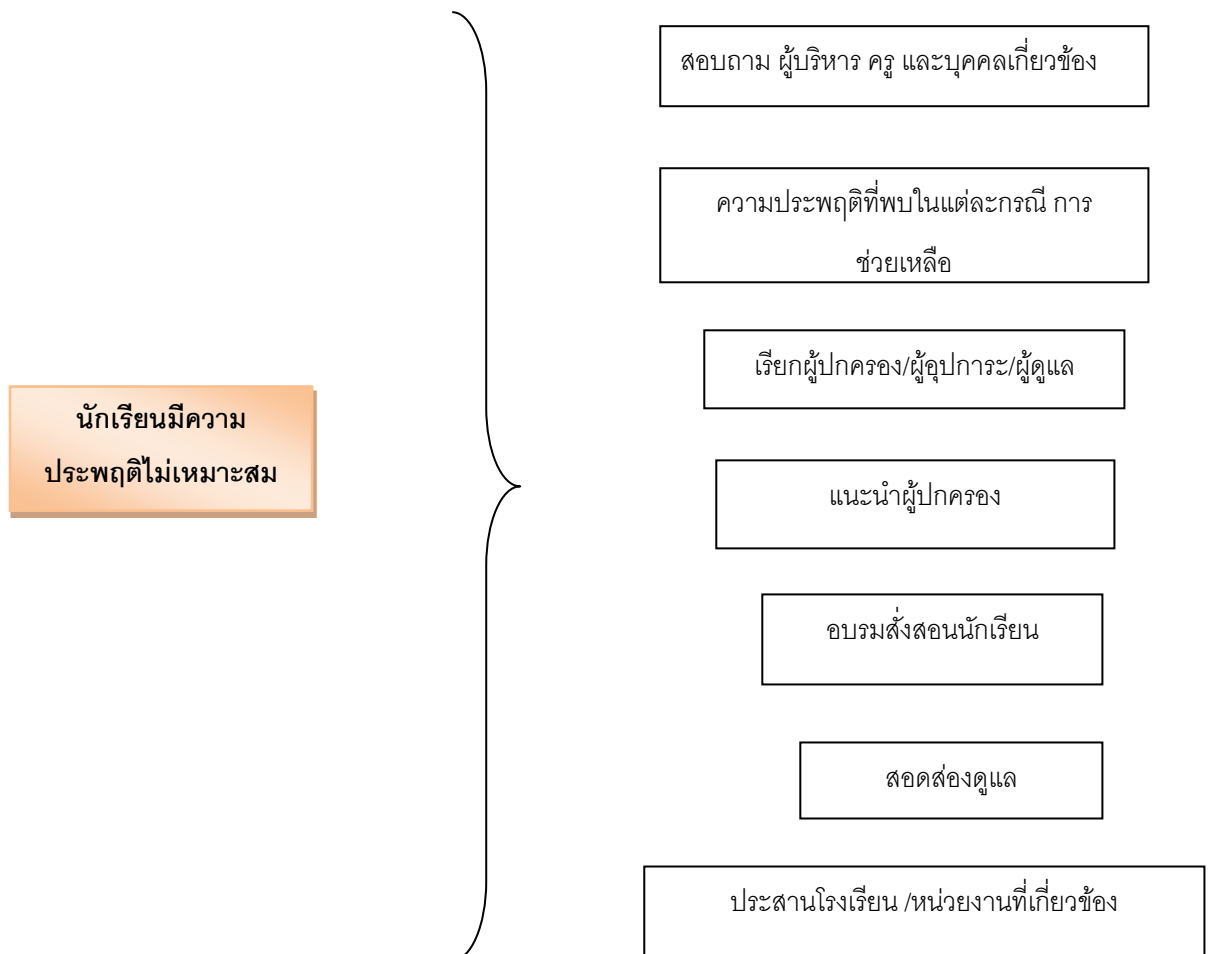 สอบถาม ผู้บริหาร ครู และบุคคลเกี่ยวข้อง
ความประพฤติที่พบในแต่ละกรณี การ
ช่วยเหลือ
เรียกผู้ปกครอง/ผู้อุปการะ/ผู้ดูแล
นักเรียนมีความ
ประพฤติไม่เหมาะสม
แนะนำผู้ปกครอง
อบรมสั่งสอนนักเรียน
สอดส่องดูแล
ประสานโรงเรียน /หน่วยงานที่เกี่ยวข้อง